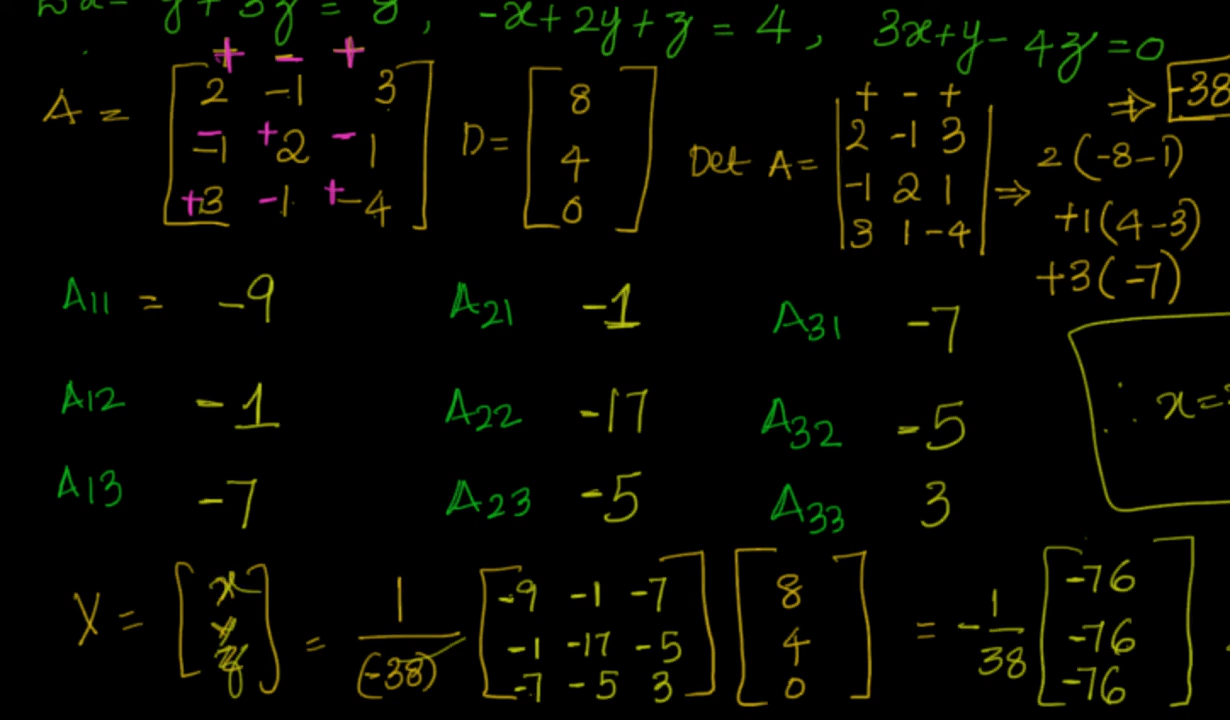 2x - y + 3z = 8, -x + 2y + z = 4, 3x + y - 4z = 0
+ - +
A = [2 -1 3; -1 2 1; 3 1 -4]
- + -
+ - +
D = [8; 4; 0]
Det A = |2 -1 3; -1 2 1; 3 1 -4|
+ - +
⇒ -38
⇒ 2(-8-1)
+1(4-3)
+3(-7)
A11 = -9 A21 -1 A31 -7
A12 -1 A22 -17 A32 -5
A13 -7 A23 -5 A33 3
∴ x =
X = [x; y; z] = 1/(-38) [-9 -1 -7; -1 -17 -5; -7 -5 3] [8; 4; 0] = -1/38 [-76; -76; -76]